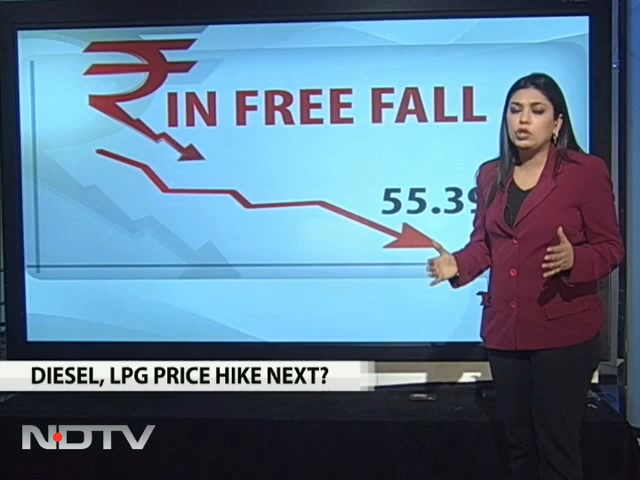 ₹ IN FREE FALL
55.39
DIESEL, LPG PRICE HIKE NEXT?
NDTV